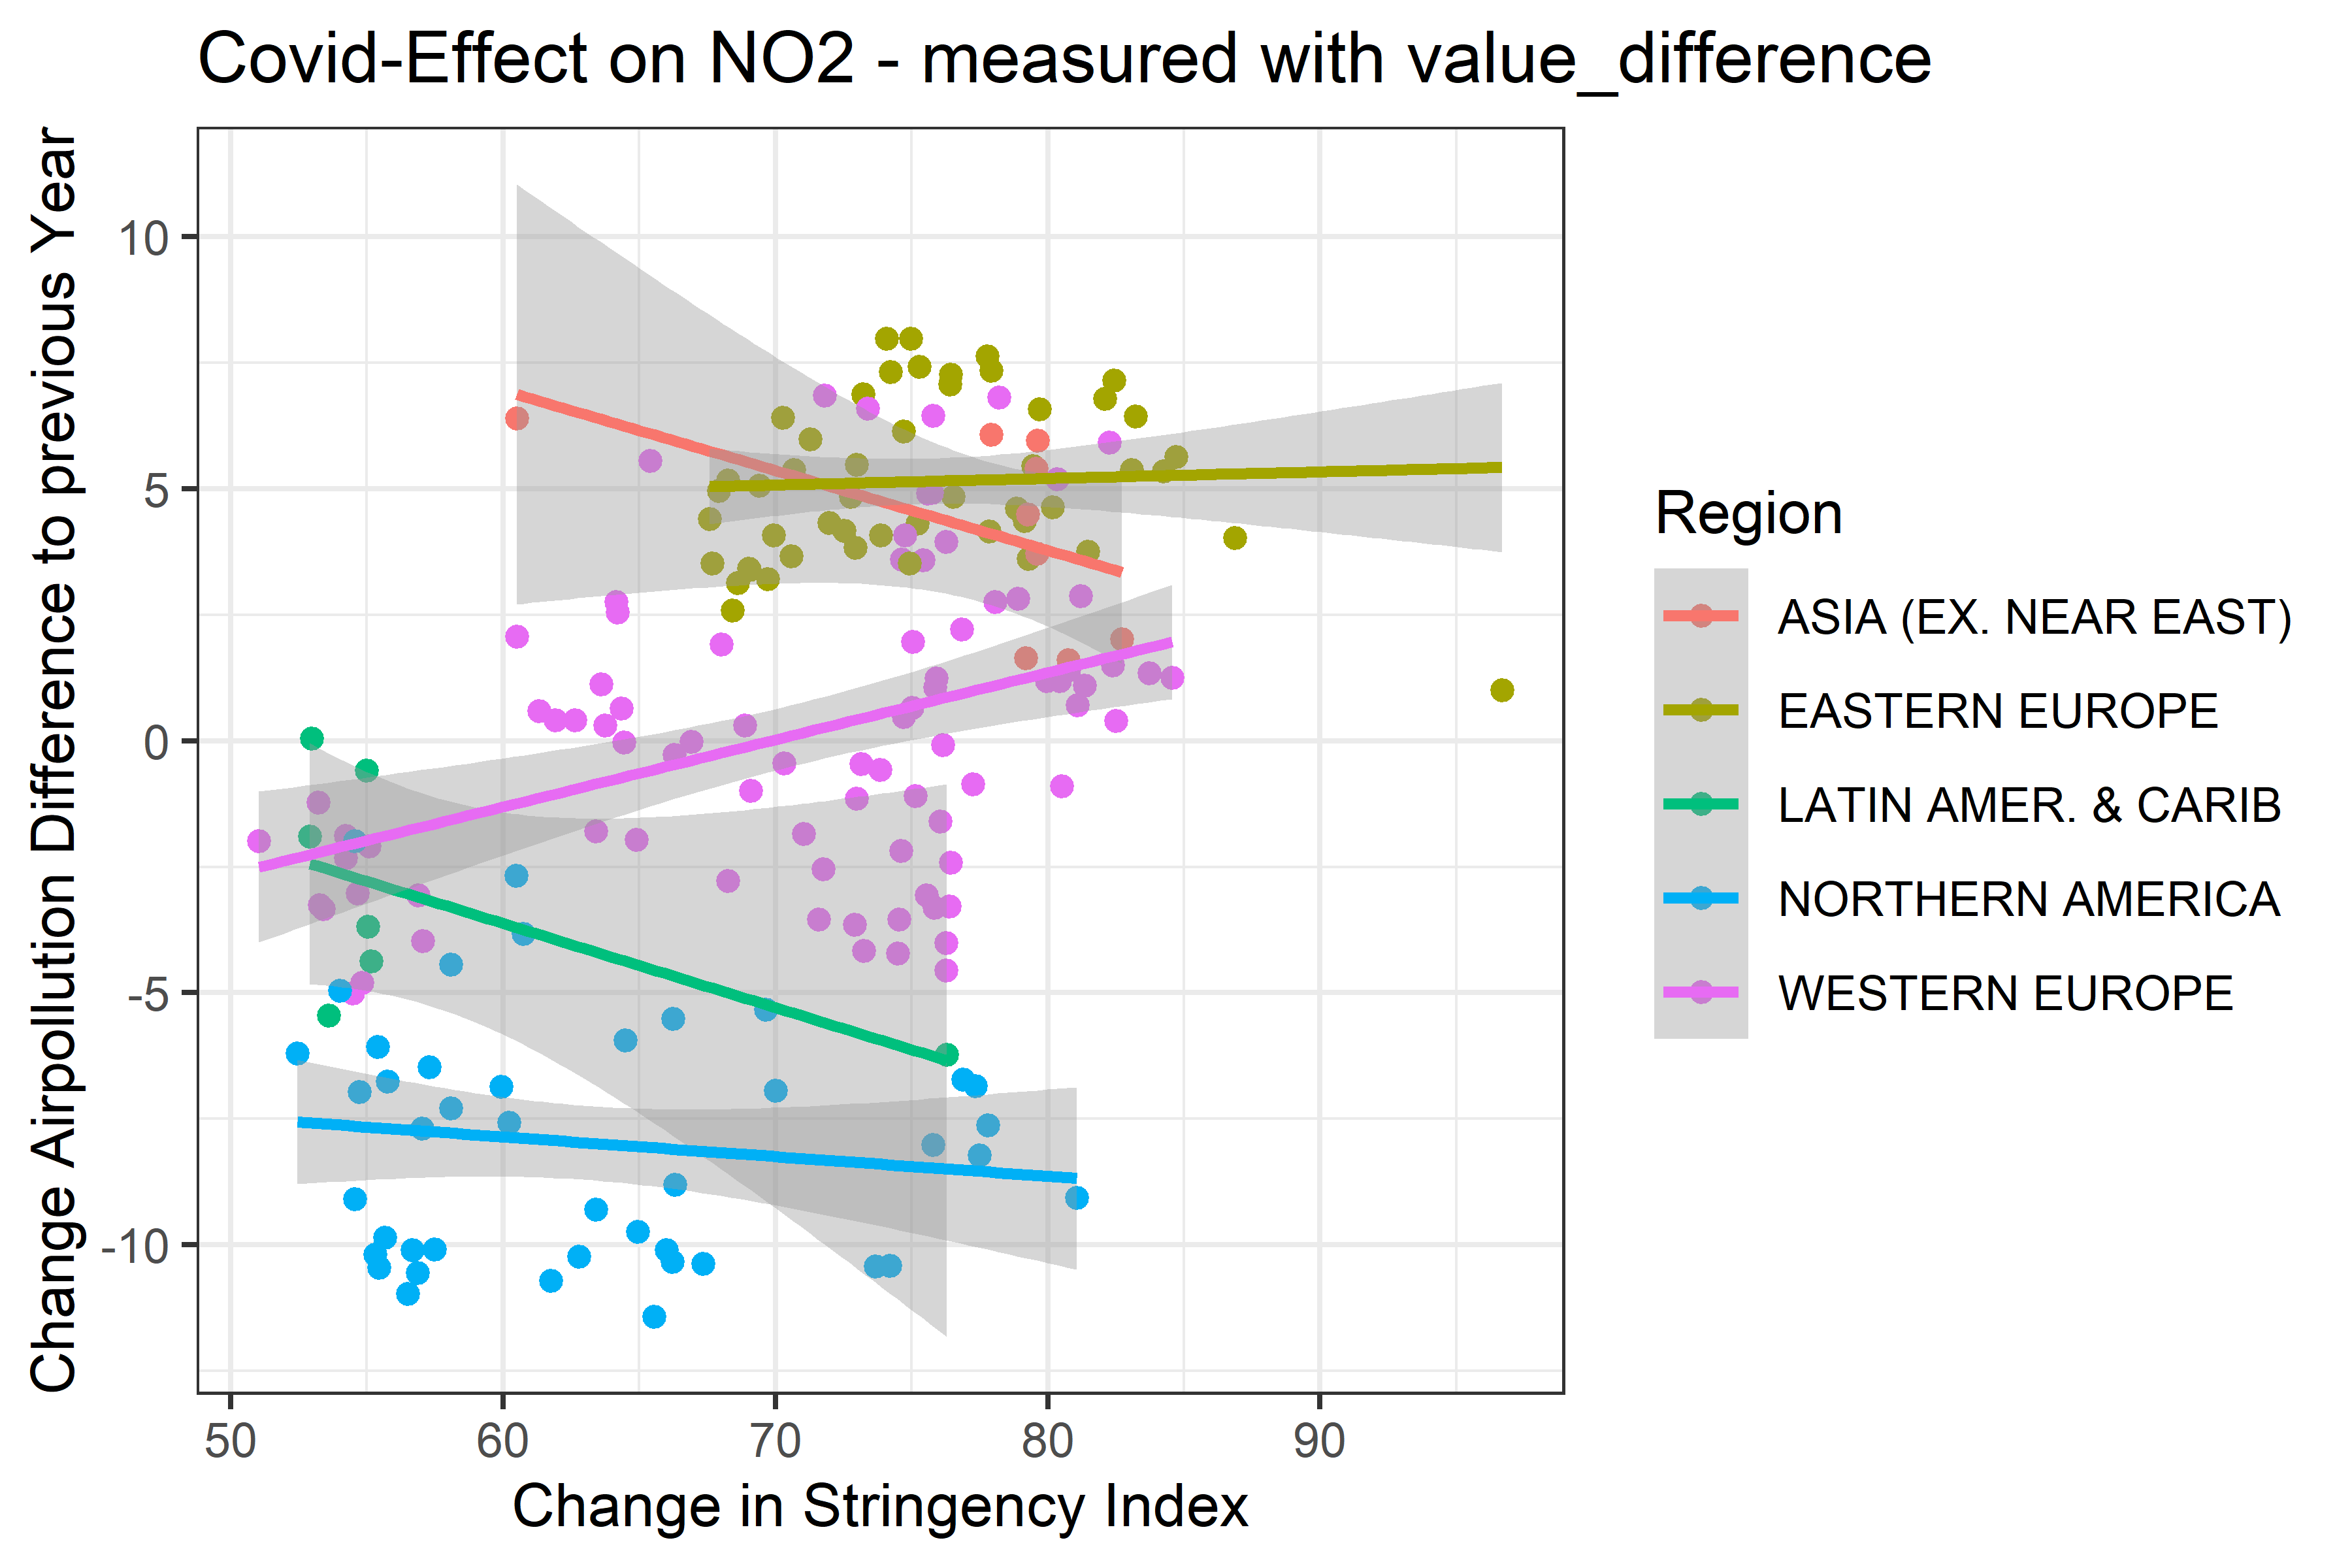 Covid-Effect on NO2 - measured with value_difference
Change Airpollution Difference to previous Year
10
5
0
-5
-10
50 60 70 80 90
Change in Stringency Index
Region
ASIA (EX. NEAR EAST)
EASTERN EUROPE
LATIN AMER. & CARIB
NORTHERN AMERICA
WESTERN EUROPE